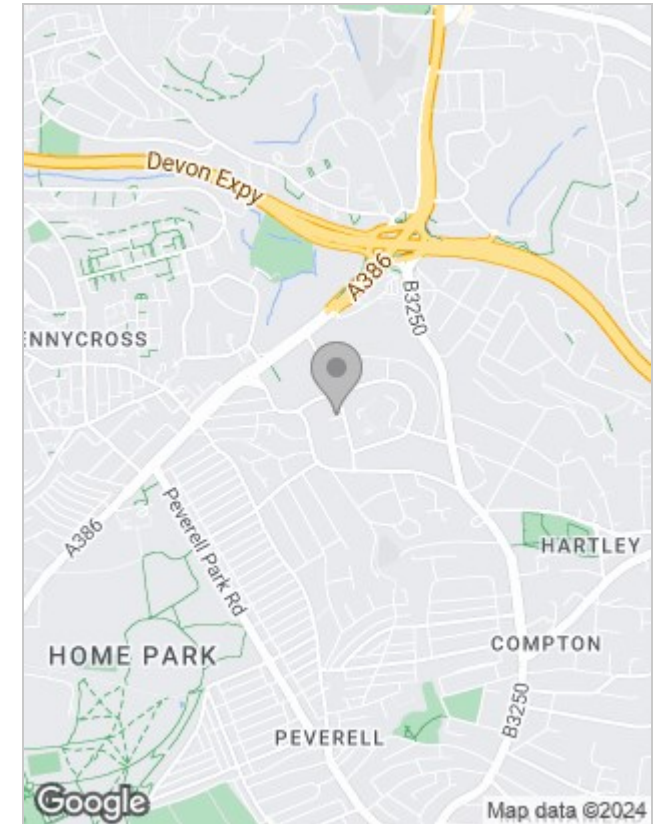 Devon Expy
A386
B3250
ENNYCROSS
A386
Peverell Park Rd
HARTLEY
HOME PARK
COMPTON
B3250
PEVERELL
Google
Map data ©2024